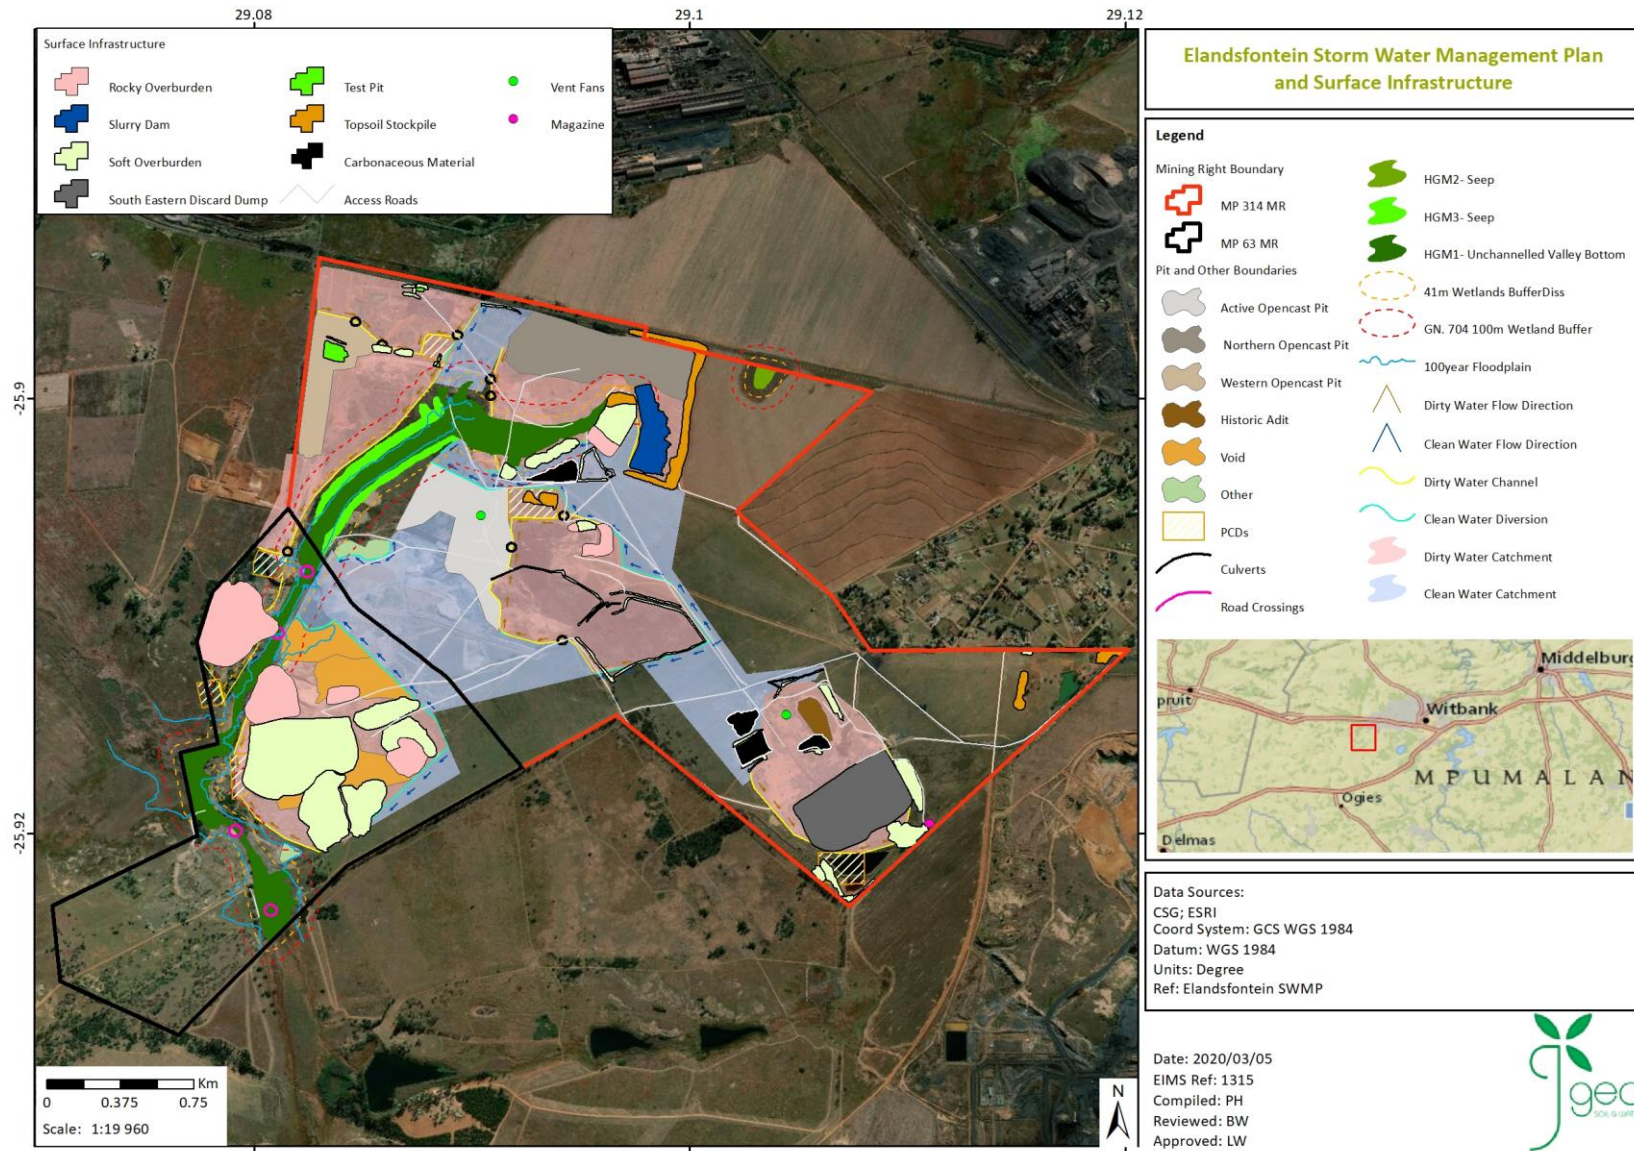 29.08
29.1
29.12
-25.9
-25.92
Surface Infrastructure
Rocky Overburden
Slurry Dam
Soft Overburden
South Eastern Discard Dump
Test Pit
Topsoil Stockpile
Carbonaceous Material
Access Roads
Vent Fans
Magazine
Km
0 0.375 0.75
Scale: 1:19 960
N
Elandsfontein Storm Water Management Plan
and Surface Infrastructure
Legend
Mining Right Boundary
MP 314 MR
MP 63 MR
Pit and Other Boundaries
Active Opencast Pit
Northern Opencast Pit
Western Opencast Pit
Historic Adit
Void
Other
PCDs
Culverts
Road Crossings
HGM2- Seep
HGM3- Seep
HGM1- Unchannelled Valley Bottom
41m Wetlands BufferDiss
GN. 704 100m Wetland Buffer
100year Floodplain
Dirty Water Flow Direction
Clean Water Flow Direction
Dirty Water Channel
Clean Water Diversion
Dirty Water Catchment
Clean Water Catchment
Middelburg
pruit
Witbank
MPUMALAN
Ogies
Delmas
Data Sources:
CSG; ESRI
Coord System: GCS WGS 1984
Datum: WGS 1984
Units: Degree
Ref: Elandsfontein SWMP
Date: 2020/03/05
EIMS Ref: 1315
Compiled: PH
Reviewed: BW
Approved: LW
geo
SOIL & WATE